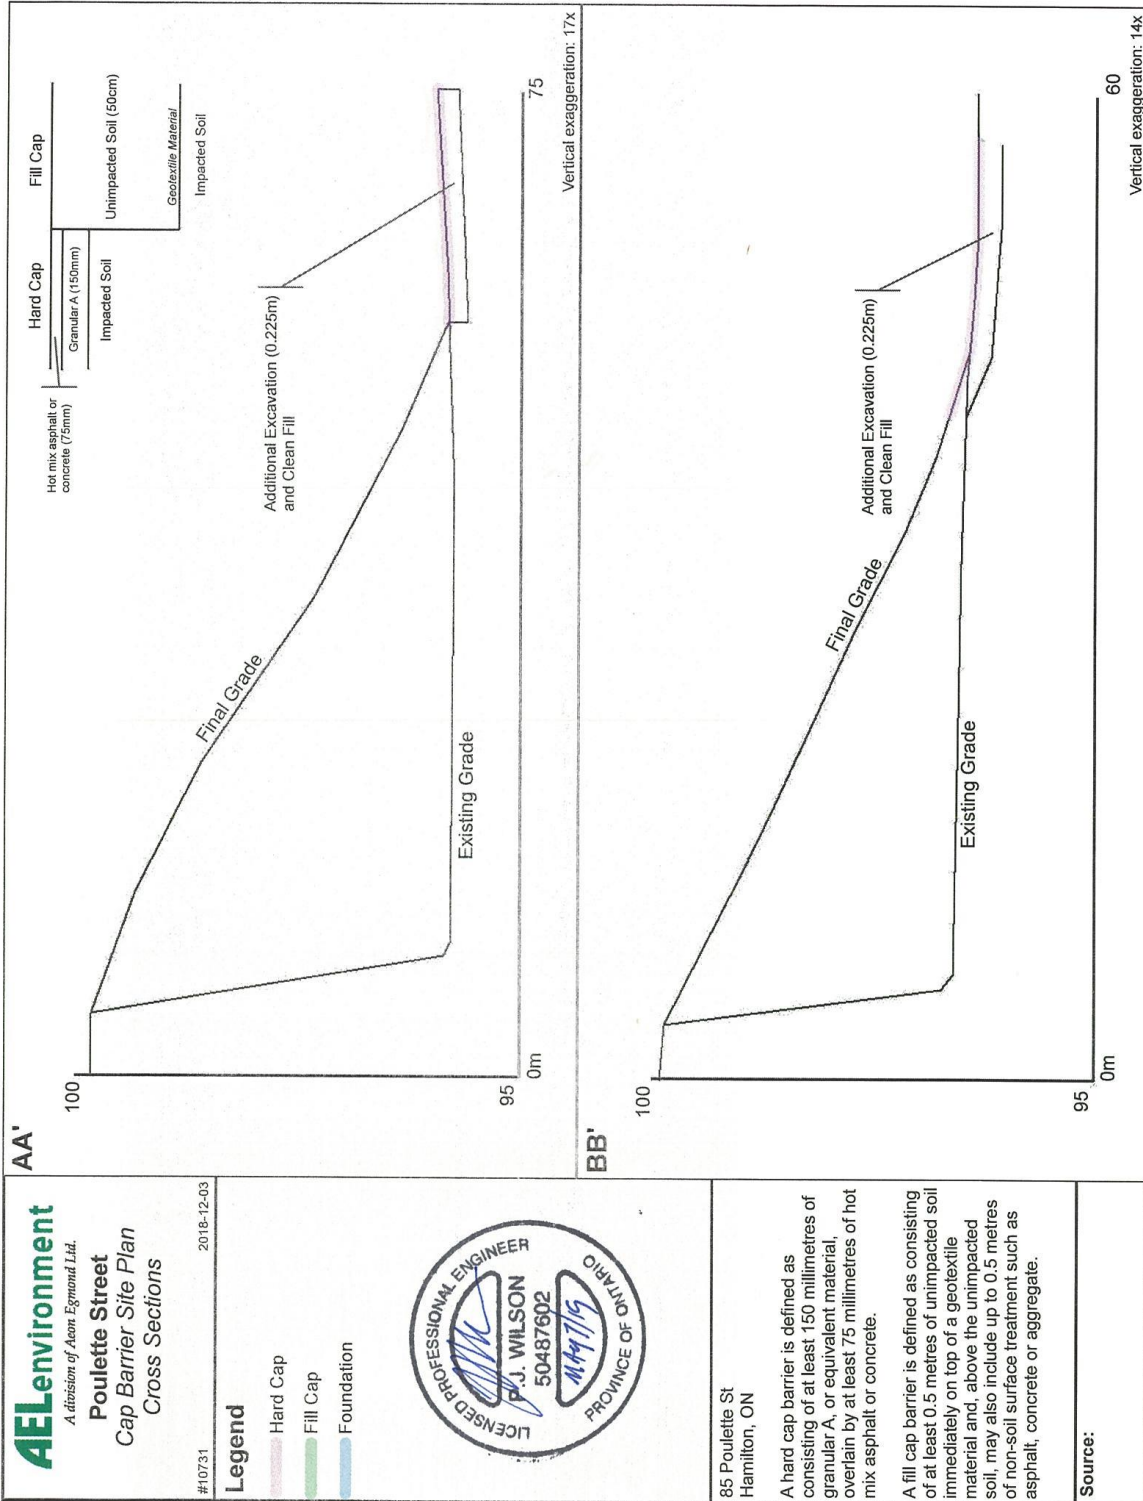 AELenvironment
A division of Aeon Egmond Ltd.
Poulette Street
Cap Barrier Site Plan
Cross Sections
#10731
2018-12-03
Legend
Hard Cap
Fill Cap
Foundation
LICENSED PROFESSIONAL ENGINEER
P.J. WILSON
50487602
MAY 7/19
PROVINCE OF ONTARIO
85 Poulette St
Hamilton, ON
A hard cap barrier is defined as
consisting of at least 150 millimetres of
granular A, or equivalent material,
overlain by at least 75 millimetres of hot
mix asphalt or concrete.
A fill cap barrier is defined as consisting
of at least 0.5 metres of unimpacted soil
immediately on top of a geotextile
material and, above the unimpacted
soil, may also include up to 0.5 metres
of non-soil surface treatment such as
asphalt, concrete or aggregate.
Source:
AA'
100
95
0m
75
Final Grade
Existing Grade
Additional Excavation (0.225m)
and Clean Fill
Hot mix asphalt or
concrete (75mm)
Hard Cap
Granular A (150mm)
Impacted Soil
Fill Cap
Unimpacted Soil (50cm)
Geotextile Material
Impacted Soil
Vertical exaggeration: 17x
BB'
100
95
0m
60
Final Grade
Existing Grade
Additional Excavation (0.225m)
and Clean Fill
Vertical exaggeration: 14x